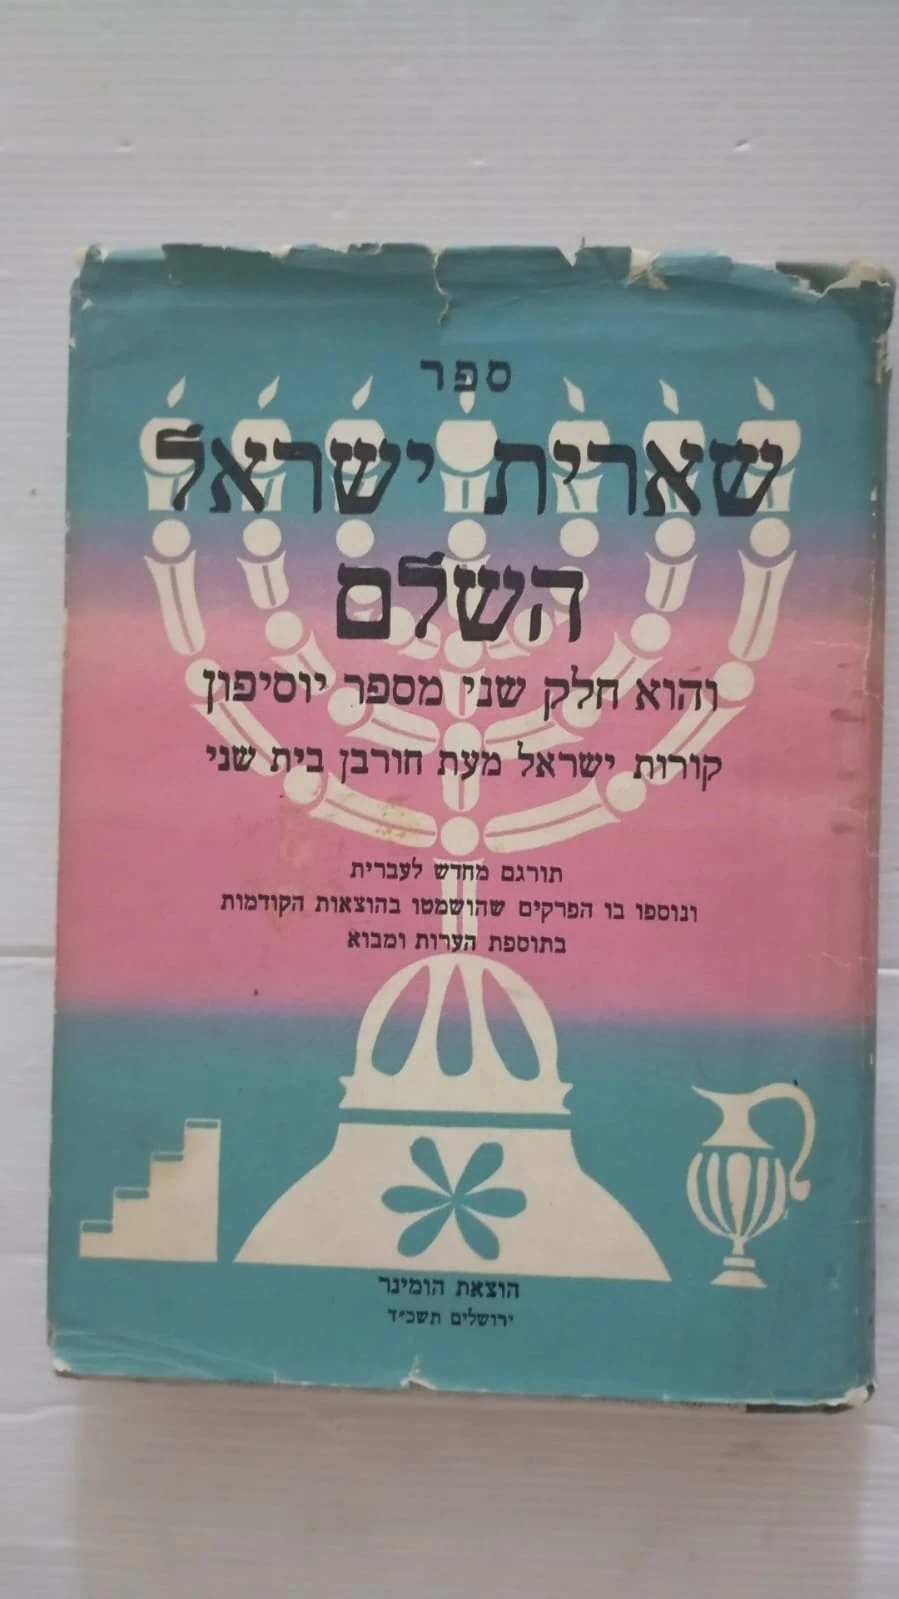 ספר
שארית ישראל
השלם
והוא חלק שני מספר יוסיפון
קורות ישראל מעת חורבן בית שני
תורגם מחדש לעברית
ונוספו בו הפרקים שהושמטו בהוצאות הקודמות
בתוספת הערות ומבוא
הוצאת הומינר
ירושלים תשכ״ד